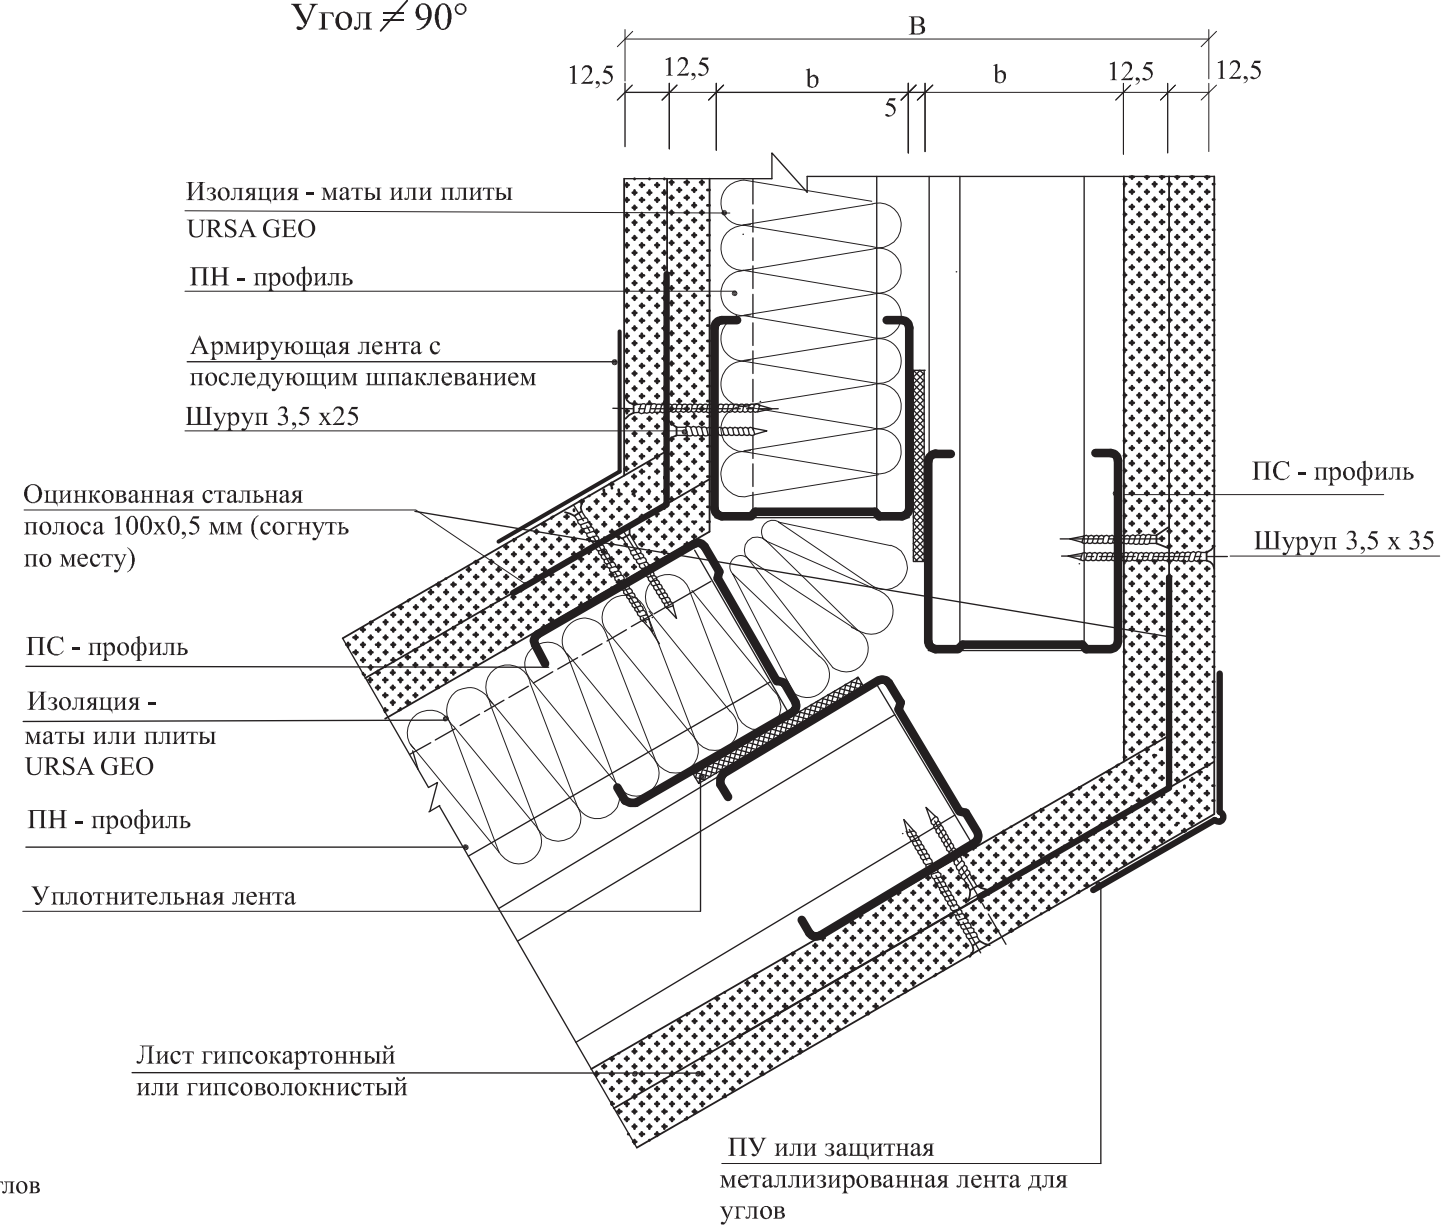 Угол ≠ 90°
B
12,5 12,5 b 5 b 12,5 12,5
Изоляция - маты или плиты
URSA GEO
ПН - профиль
Армирующая лента с
последующим шпаклеванием
Шуруп 3,5 х25
ПС - профиль
Оцинкованная стальная
полоса 100х0,5 мм (согнуть
по месту)
Шуруп 3,5 х 35
ПС - профиль
Изоляция -
маты или плиты
URSA GEO
ПН - профиль
Уплотнительная лента
Лист гипсокартонный
или гипсоволокнистый
ПУ или защитная
металлизированная лента для
углов
глов